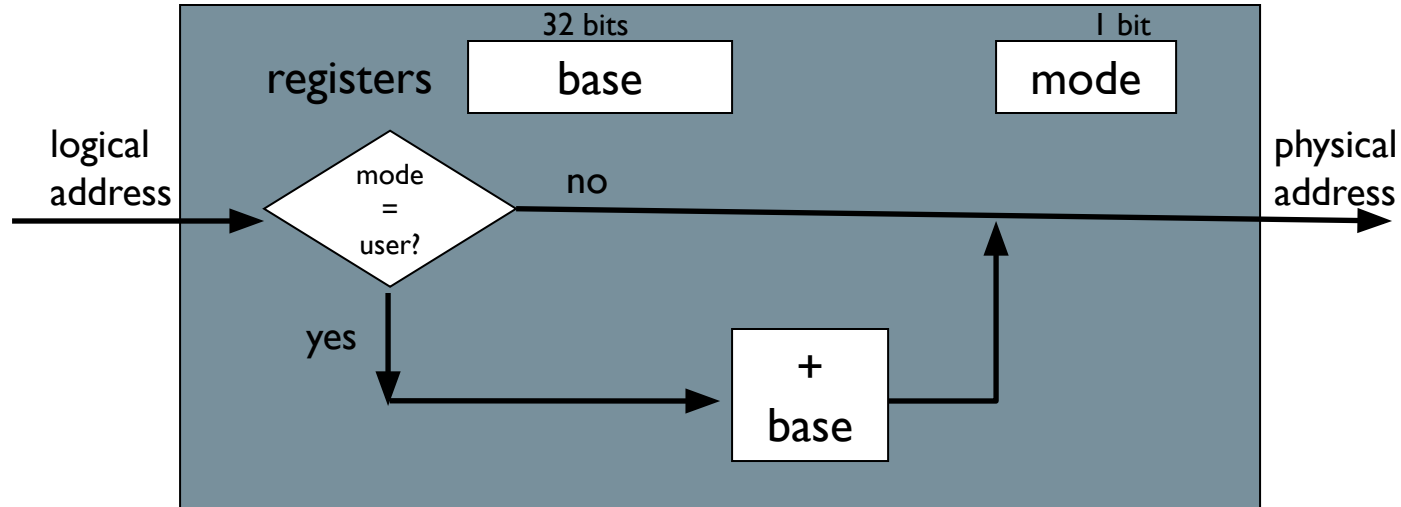 32 bits
1 bit
registers
base
mode
logical
address
physical
address
mode
=
user?
no
yes
+
base